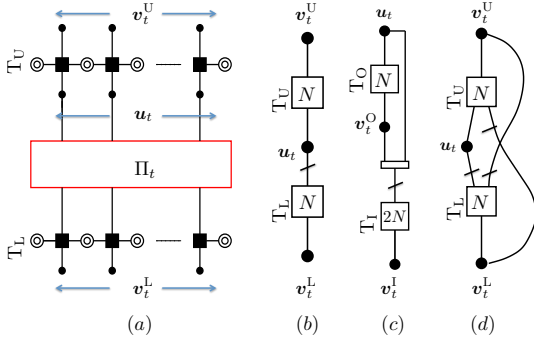 v_t^U
T_U
u_t
Π_t
T_L
v_t^L
(a)
v_t^U
T_U
N
u_t
T_L
N
v_t^L
(b)
u_t
T_O
N
v_t^O
T_I
2N
v_t^I
(c)
v_t^U
T_U
N
u_t
T_L
N
v_t^L
(d)